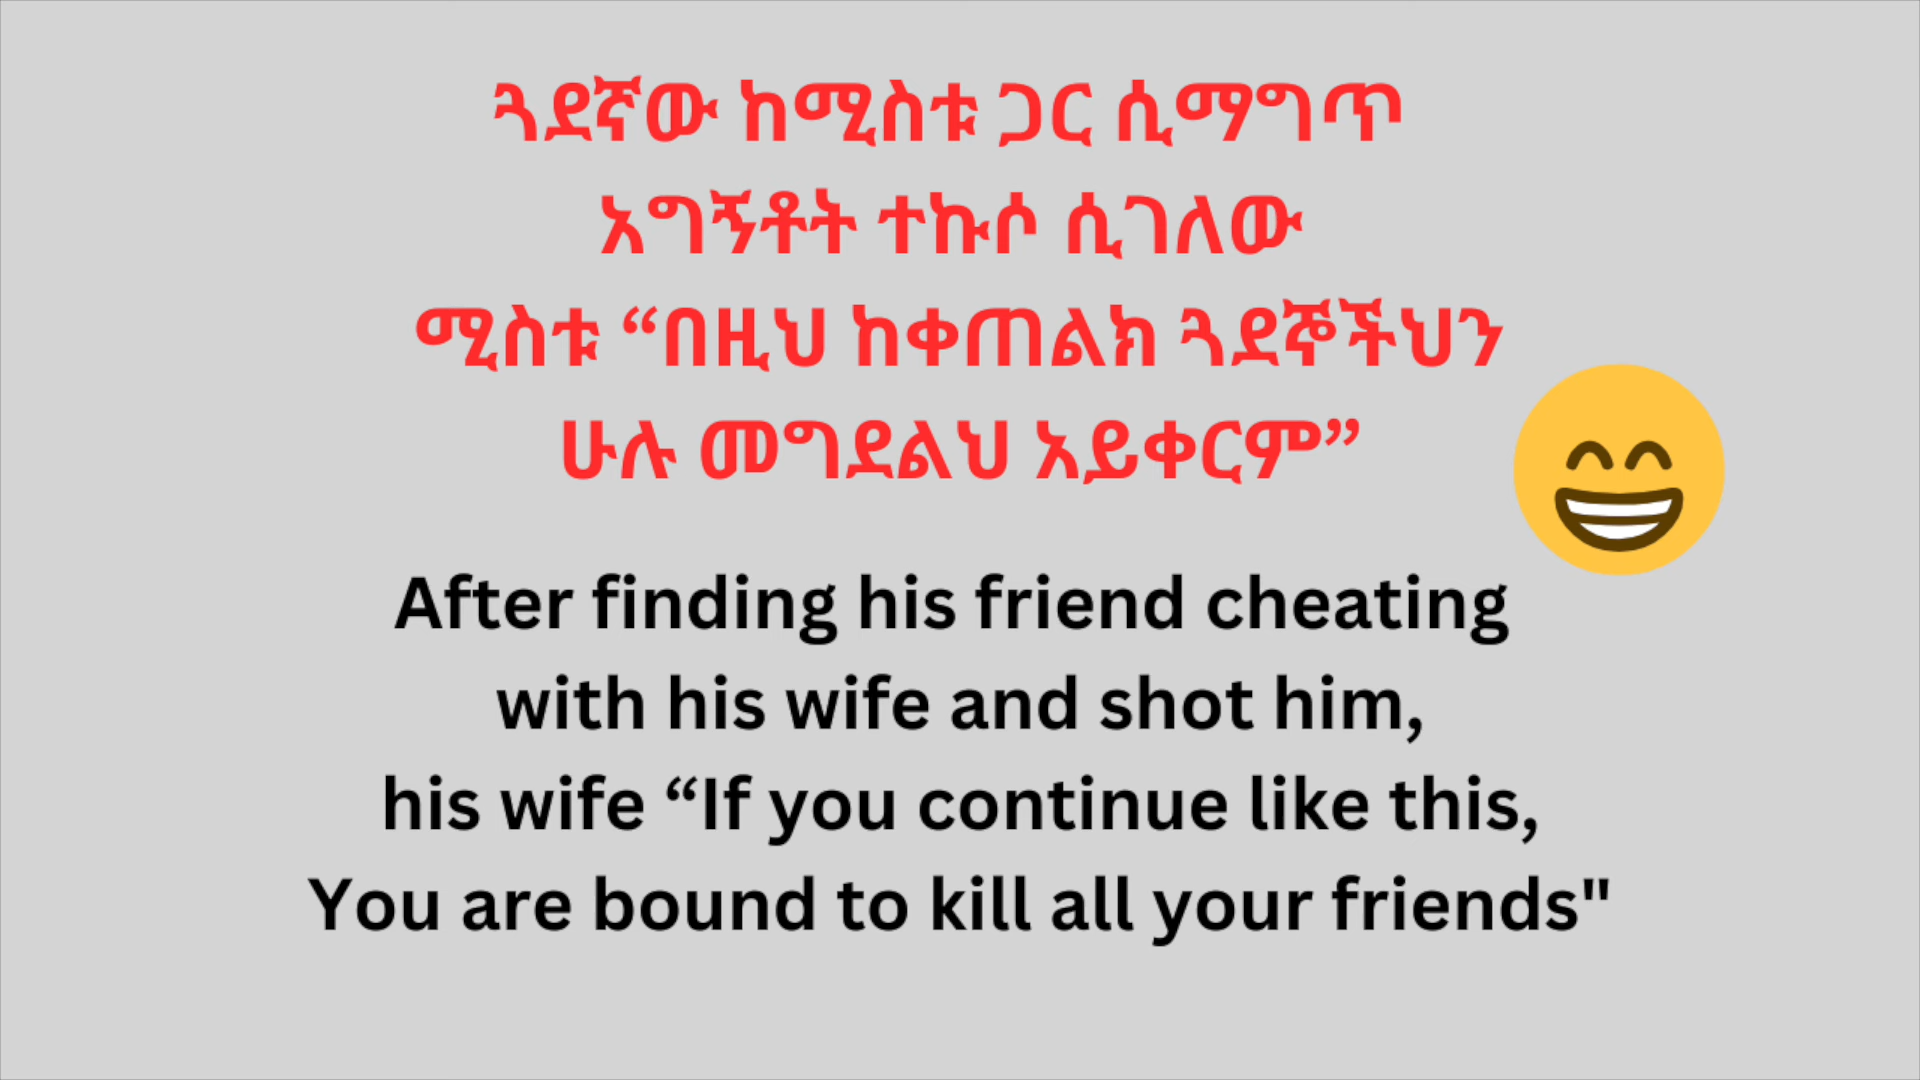 ጓደኛው ከሚስቱ ጋር ሲማግጥ
አግኝቶት ተኩሶ ሲገለው
ሚስቱ “በዚህ ከቀጠልክ ጓደኞችህን
ሁሉ መግደልህ አይቀርም”
After finding his friend cheating
with his wife and shot him,
his wife “If you continue like this,
You are bound to kill all your friends"